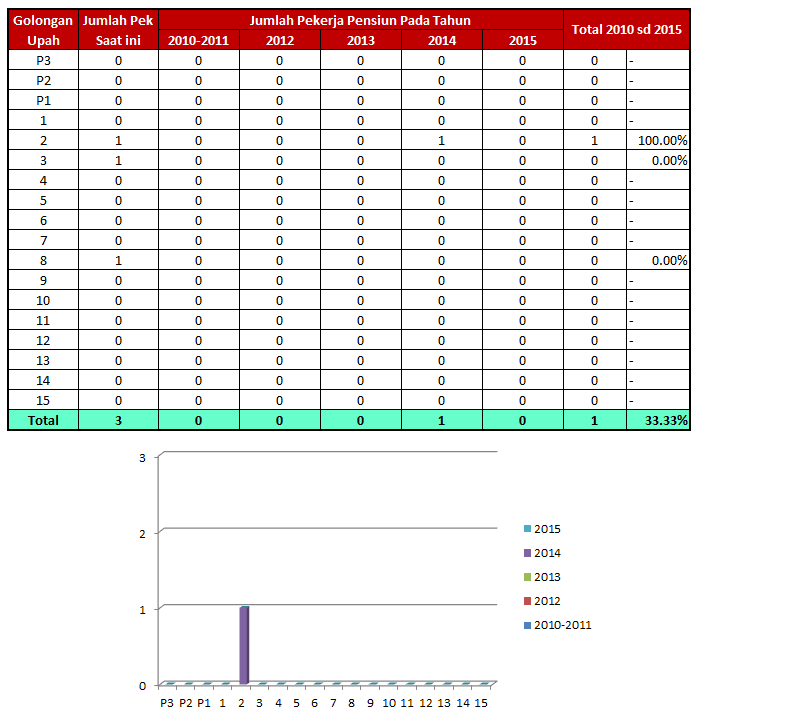 Golongan Upah Jumlah Pek Saat ini Jumlah Pekerja Pensiun Pada Tahun Total 2010 sd 2015
2010-2011 2012 2013 2014 2015
P3 0 0 0 0 0 0 0 -
P2 0 0 0 0 0 0 0 -
P1 0 0 0 0 0 0 0 -
1 0 0 0 0 0 0 0 -
2 1 0 0 0 1 0 1 100.00%
3 1 0 0 0 0 0 0 0.00%
4 0 0 0 0 0 0 0 -
5 0 0 0 0 0 0 0 -
6 0 0 0 0 0 0 0 -
7 0 0 0 0 0 0 0 -
8 1 0 0 0 0 0 0 0.00%
9 0 0 0 0 0 0 0 -
10 0 0 0 0 0 0 0 -
11 0 0 0 0 0 0 0 -
12 0 0 0 0 0 0 0 -
13 0 0 0 0 0 0 0 -
14 0 0 0 0 0 0 0 -
15 0 0 0 0 0 0 0 -
Total 3 0 0 0 1 0 1 33.33%
3
2
1
0
P3 P2 P1 1 2 3 4 5 6 7 8 9 10 11 12 13 14 15
2015
2014
2013
2012
2010-2011